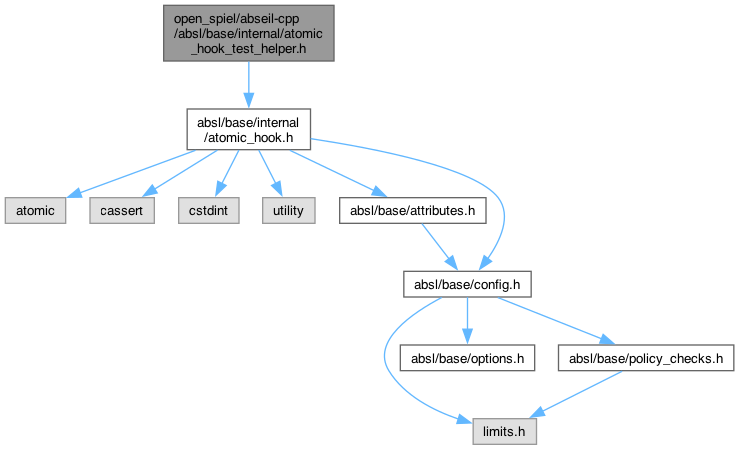 open_spiel/abseil-cpp
/absl/base/internal/atomic
_hook_test_helper.h
absl/base/internal
/atomic_hook.h
atomic
cassert
cstdint
utility
absl/base/attributes.h
absl/base/config.h
absl/base/options.h
absl/base/policy_checks.h
limits.h